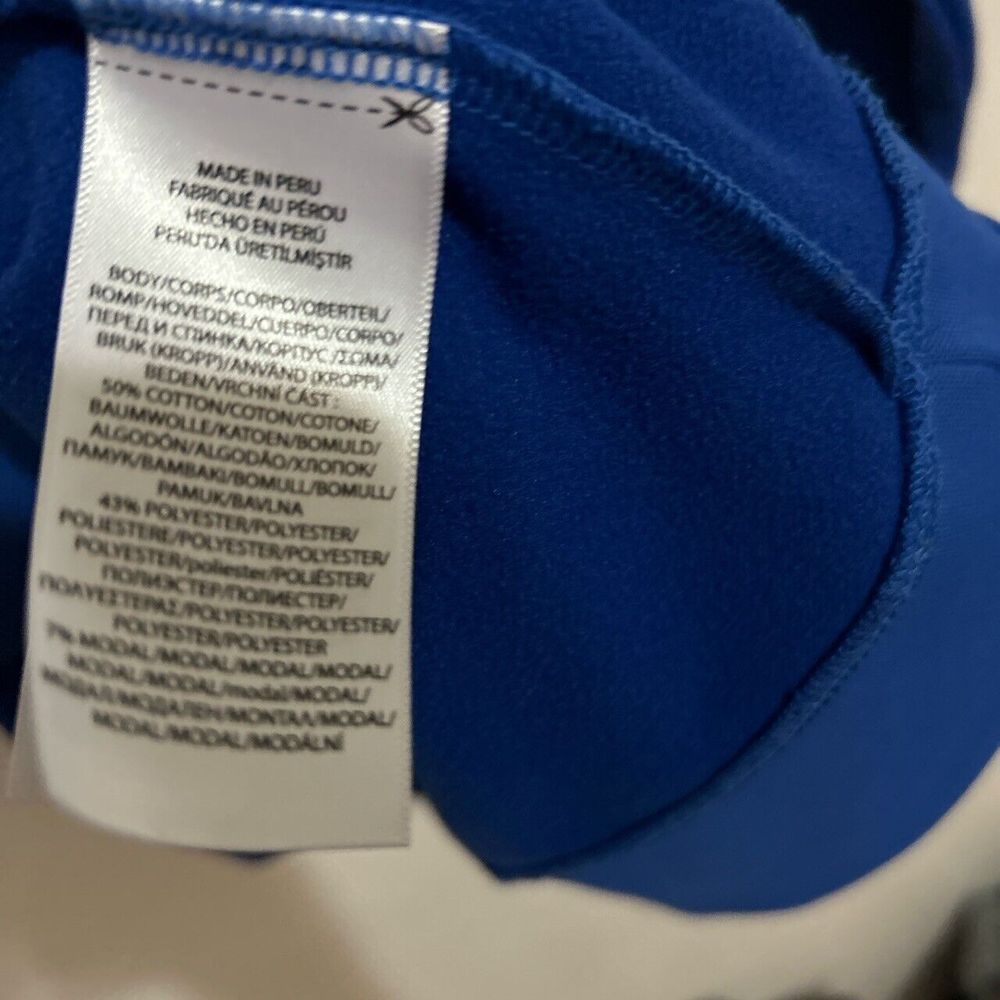 MADE IN PERU
FABRIQUÉ AU PÉROU
HECHO EN PERÚ
PERU'DA ÜRETİLMİŞTİR
BODY/CORPS/CORPO/OBERTEIL/
ROMP/HOVEDDEL/CUERPO/CORPO/
ПЕРЕД И СПИНКА/КОРПУС/ΣΩΜΑ/
BRUK (KROPP)/ANVÄND (KROPP)/
BEDEN/VRCHNÍ ČÁST :
50% COTTON/COTON/COTONE/
BAUMWOLLE/KATOEN/BOMULD/
ALGODÓN/ALGODÃO/ХЛОПОК/
ПАМУК/ΒΑΜΒΑΚΙ/BOMULL/BOMULL/
PAMUK/BAVLNA
43% POLYESTER/POLYESTER/
POLIESTERE/POLYESTER/POLYESTER/
POLYESTER/poliester/POLIÉSTER/
ПОЛИЭСТЕР/ПОЛИЕСТЕР/
ΠΟΛΥΕΣΤΕΡΑΣ/POLYESTER/POLYESTER/
POLYESTER/POLYESTER
7% MODAL/MODAL/MODAL/MODAL/
MODAL/MODAL/modal/MODAL/
МОДАЛ/МОДАЛЕН/ΜΟΝΤΑΛ/MODAL/
MODAL/MODAL/MODÁLNÍ